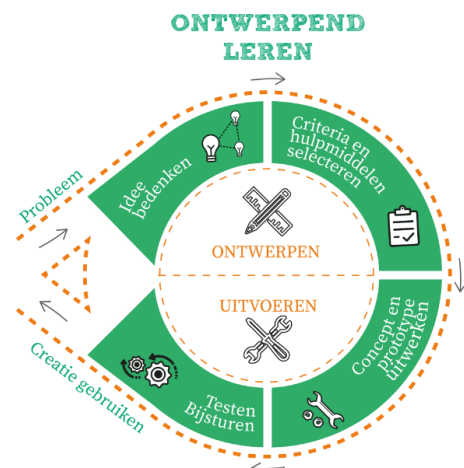 ONTWERPEND
LEREN
Probleem
Idee
bedenken
Criteria en
hulpmiddelen
selecteren
ONTWERPEN
UITVOEREN
Concept en
prototype
uitwerken
Testen
Bijsturen
Creatie gebruiken